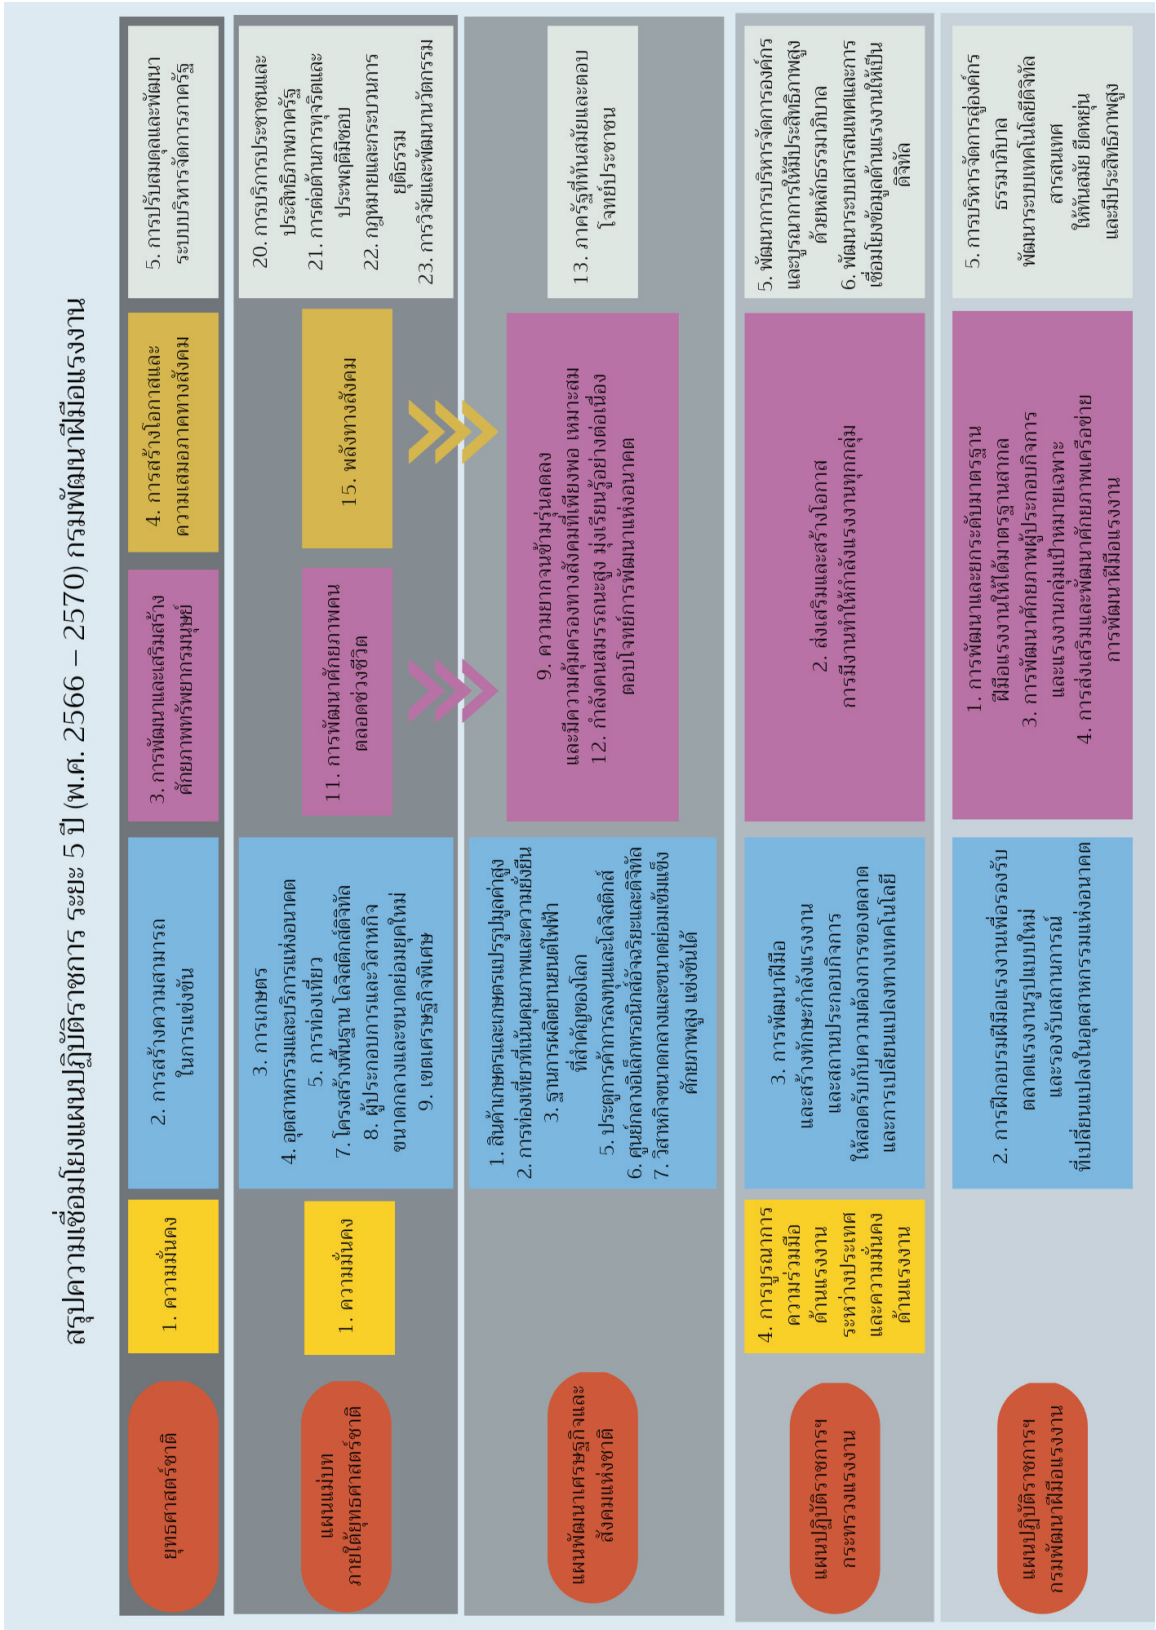 สรุปความเชื่อมโยงแผนปฏิบัติราชการ ระยะ 5 ปี (พ.ศ. 2566 – 2570) กรมพัฒนาฝีมือแรงงาน
ยุทธศาสตร์ชาติ
1. ความมั่นคง
2. การสร้างความสามารถ
ในการแข่งขัน
3. การพัฒนาและเสริมสร้าง
ศักยภาพทรัพยากรมนุษย์
4. การสร้างโอกาสและ
ความเสมอภาคทางสังคม
5. การปรับสมดุลและพัฒนา
ระบบบริหารจัดการภาครัฐ
แผนแม่บท
ภายใต้ยุทธศาสตร์ชาติ
1. ความมั่นคง
3. การเกษตร
4. อุตสาหกรรมและบริการแห่งอนาคต
5. การท่องเที่ยว
7.โครงสร้างพื้นฐาน โลจิสติกส์ดิจิทัล
8. ผู้ประกอบการและวิสาหกิจ
ขนาดกลางและขนาดย่อมยุคใหม่
9. เขตเศรษฐกิจพิเศษ
11. การพัฒนาศักยภาพคน
ตลอดช่วงชีวิต
15. พลังทางสังคม
20. การบริการประชาชนและ
ประสิทธิภาพภาครัฐ
21. การต่อต้านการทุจริตและ
ประพฤติมิชอบ
22. กฎหมายและกระบวนการ
ยุติธรรม
23. การวิจัยและพัฒนานวัตกรรม
แผนพัฒนาเศรษฐกิจและ
สังคมแห่งชาติ
1. สินค้าเกษตรและเกษตรแปรรูปมูลค่าสูง
2. การท่องเที่ยวที่เน้นคุณภาพและความยั่งยืน
3. ฐานการผลิตยานยนต์ไฟฟ้า
ที่สำคัญของโลก
5. ประตูการค้าการลงทุนและโลจิสติกส์
6. ศูนย์กลางอิเล็กทรอนิกส์อัจฉริยะและดิจิทัล
7. วิสาหกิจขนาดกลางและขนาดย่อมเข้มแข็ง
ศักยภาพสูง แข่งขันได้
9. ความยากจนข้ามรุ่นลดลง
และมีความคุ้มครองทางสังคมที่เพียงพอ เหมาะสม
12. กำลังคนสมรรถนะสูง มุ่งเรียนรู้อย่างต่อเนื่อง
ตอบโจทย์การพัฒนาแห่งอนาคต
13. ภาครัฐที่ทันสมัยและตอบ
โจทย์ประชาชน
แผนปฏิบัติราชการฯ
กระทรวงแรงงาน
4. การบูรณาการ
ความร่วมมือ
ด้านแรงงาน
ระหว่างประเทศ
และความมั่นคง
ด้านแรงงาน
3. การพัฒนาฝีมือ
และสร้างทักษะกำลังแรงงาน
และสถานประกอบกิจการ
ให้สอดรับกับความต้องการของตลาด
และการเปลี่ยนแปลงทางเทคโนโลยี
2. ส่งเสริมและสร้างโอกาส
การมีงานทำให้กำลังแรงงานทุกกลุ่ม
5. พัฒนาการบริหารจัดการองค์กร
และบูรณาการให้มีประสิทธิภาพสูง
ด้วยหลักธรรมาภิบาล
6. พัฒนาระบบสารสนเทศและการ
เชื่อมโยงข้อมูลด้านแรงงานให้เป็น
ดิจิทัล
แผนปฏิบัติราชการฯ
กรมพัฒนาฝีมือแรงงาน
2. การฝึกอบรมฝีมือแรงงานเพื่อรองรับ
ตลาดแรงงานรูปแบบใหม่
และรองรับสถานการณ์
ที่เปลี่ยนแปลงในอุตสาหกรรมแห่งอนาคต
1. การพัฒนาและยกระดับมาตรฐาน
ฝีมือแรงงานให้ได้มาตรฐานสากล
3. การพัฒนาศักยภาพผู้ประกอบกิจการ
และแรงงานกลุ่มเป้าหมายเฉพาะ
4. การส่งเสริมและพัฒนาศักยภาพเครือข่าย
การพัฒนาฝีมือแรงงาน
5. การบริหารจัดการสู่องค์กร
ธรรมาภิบาล
พัฒนาระบบเทคโนโลยีดิจิทัล
สารสนเทศ
ให้ทันสมัย ยืดหยุ่น
และมีประสิทธิภาพสูง